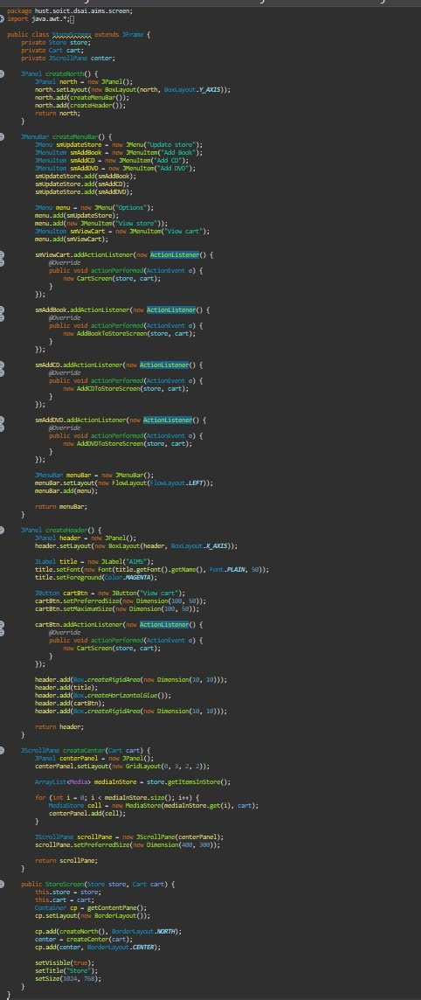 package hust.soict.dsai.aims.screen;
import java.awt.*;
public class StoreScreen extends JFrame {
private Store store;
private Cart cart;
private JScrollPane center;
JPanel createNorth() {
JPanel north = new JPanel();
north.setLayout(new BoxLayout(north, BoxLayout.Y_AXIS));
north.add(createMenuBar());
north.add(createHeader());
return north;
}
JMenuBar createMenuBar() {
JMenu smUpdateStore = new JMenu("Update store");
JMenuItem smAddBook = new JMenuItem("Add Book");
JMenuItem smAddCD = new JMenuItem("Add CD");
JMenuItem smAddDVD = new JMenuItem("Add DVD");
smUpdateStore.add(smAddBook);
smUpdateStore.add(smAddCD);
smUpdateStore.add(smAddDVD);
JMenu menu = new JMenu("Options");
menu.add(smUpdateStore);
menu.add(new JMenuItem("View store"));
JMenuItem smViewCart = new JMenuItem("View cart");
menu.add(smViewCart);
smViewCart.addActionListener(new ActionListener() {
@Override
public void actionPerformed(ActionEvent e) {
new CartScreen(store, cart);
}
});
smAddBook.addActionListener(new ActionListener() {
@Override
public void actionPerformed(ActionEvent e) {
new AddBookToStoreScreen(store, cart);
}
});
smAddCD.addActionListener(new ActionListener() {
@Override
public void actionPerformed(ActionEvent e) {
new AddCDToStoreScreen(store, cart);
}
});
smAddDVD.addActionListener(new ActionListener() {
@Override
public void actionPerformed(ActionEvent e) {
new AddDVDToStoreScreen(store, cart);
}
});
JMenuBar menuBar = new JMenuBar();
menuBar.setLayout(new FlowLayout(FlowLayout.LEFT));
menuBar.add(menu);
return menuBar;
}
JPanel createHeader() {
JPanel header = new JPanel();
header.setLayout(new BoxLayout(header, BoxLayout.X_AXIS));
JLabel title = new JLabel("AIMS");
title.setFont(new Font(title.getFont().getName(), Font.PLAIN, 50));
title.setForeground(Color.MAGENTA);
JButton cartBtn = new JButton("View cart");
cartBtn.setPreferredSize(new Dimension(100, 50));
cartBtn.setMaximumSize(new Dimension(100, 50));
cartBtn.addActionListener(new ActionListener() {
@Override
public void actionPerformed(ActionEvent e) {
new CartScreen(store, cart);
}
});
header.add(Box.createRigidArea(new Dimension(10, 10)));
header.add(title);
header.add(Box.createHorizontalGlue());
header.add(cartBtn);
header.add(Box.createRigidArea(new Dimension(10, 10)));
return header;
}
JScrollPane createCenter(Cart cart) {
JPanel centerPanel = new JPanel();
centerPanel.setLayout(new GridLayout(0, 3, 2, 2));
ArrayList<Media> mediaInStore = store.getItemsInStore();
for (int i = 0; i < mediaInStore.size(); i++) {
MediaStore cell = new MediaStore(mediaInStore.get(i), cart);
centerPanel.add(cell);
}
JScrollPane scrollPane = new JScrollPane(centerPanel);
scrollPane.setPreferredSize(new Dimension(400, 300));
return scrollPane;
}
public StoreScreen(Store store, Cart cart) {
this.store = store;
this.cart = cart;
Container cp = getContentPane();
cp.setLayout(new BorderLayout());
cp.add(createNorth(), BorderLayout.NORTH);
center = createCenter(cart);
cp.add(center, BorderLayout.CENTER);
setVisible(true);
setTitle("Store");
setSize(1024, 768);
}
}